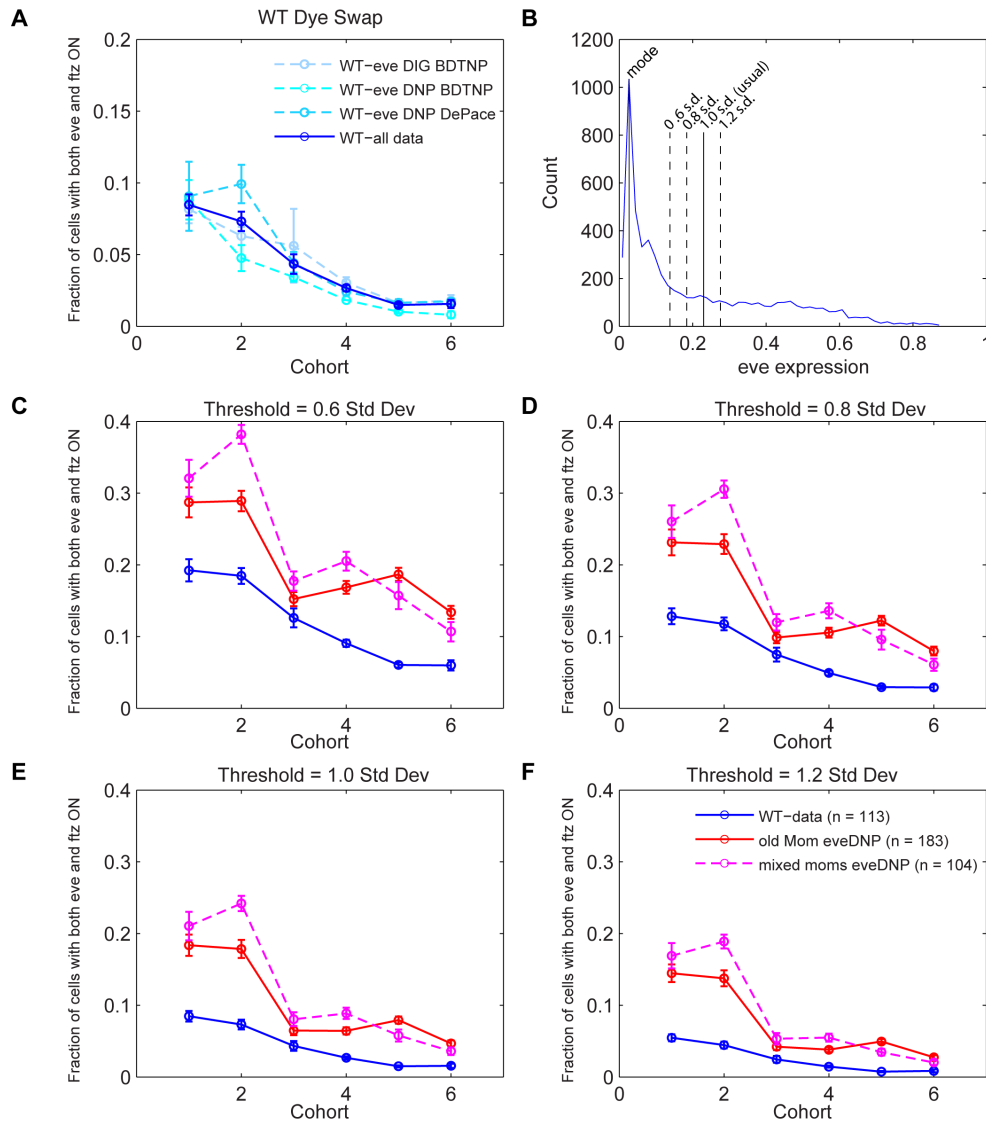 A
WT Dye Swap
0.2
0.15
0.1
0.05
0
0
2
4
6
Cohort
Fraction of cells with both eve and ftz ON
WT−eve DIG BDTNP
WT−eve DNP BDTNP
WT−eve DNP DePace
WT−all data
B
1200
1000
800
600
400
200
0
0
0.2
0.4
0.6
0.8
1
eve expression
Count
mode
0.6 s.d.
0.8 s.d.
1.0 s.d. (usual)
1.2 s.d.
C
Threshold = 0.6 Std Dev
0.4
0.3
0.2
0.1
0
0
2
4
6
Cohort
Fraction of cells with both eve and ftz ON
D
Threshold = 0.8 Std Dev
0.4
0.3
0.2
0.1
0
0
2
4
6
Cohort
Fraction of cells with both eve and ftz ON
E
Threshold = 1.0 Std Dev
0.4
0.3
0.2
0.1
0
0
2
4
6
Cohort
Fraction of cells with both eve and ftz ON
F
Threshold = 1.2 Std Dev
0.4
0.3
0.2
0.1
0
0
2
4
6
Cohort
Fraction of cells with both eve and ftz ON
WT−data (n = 113)
old Mom eveDNP (n = 183)
mixed moms eveDNP (n = 104)